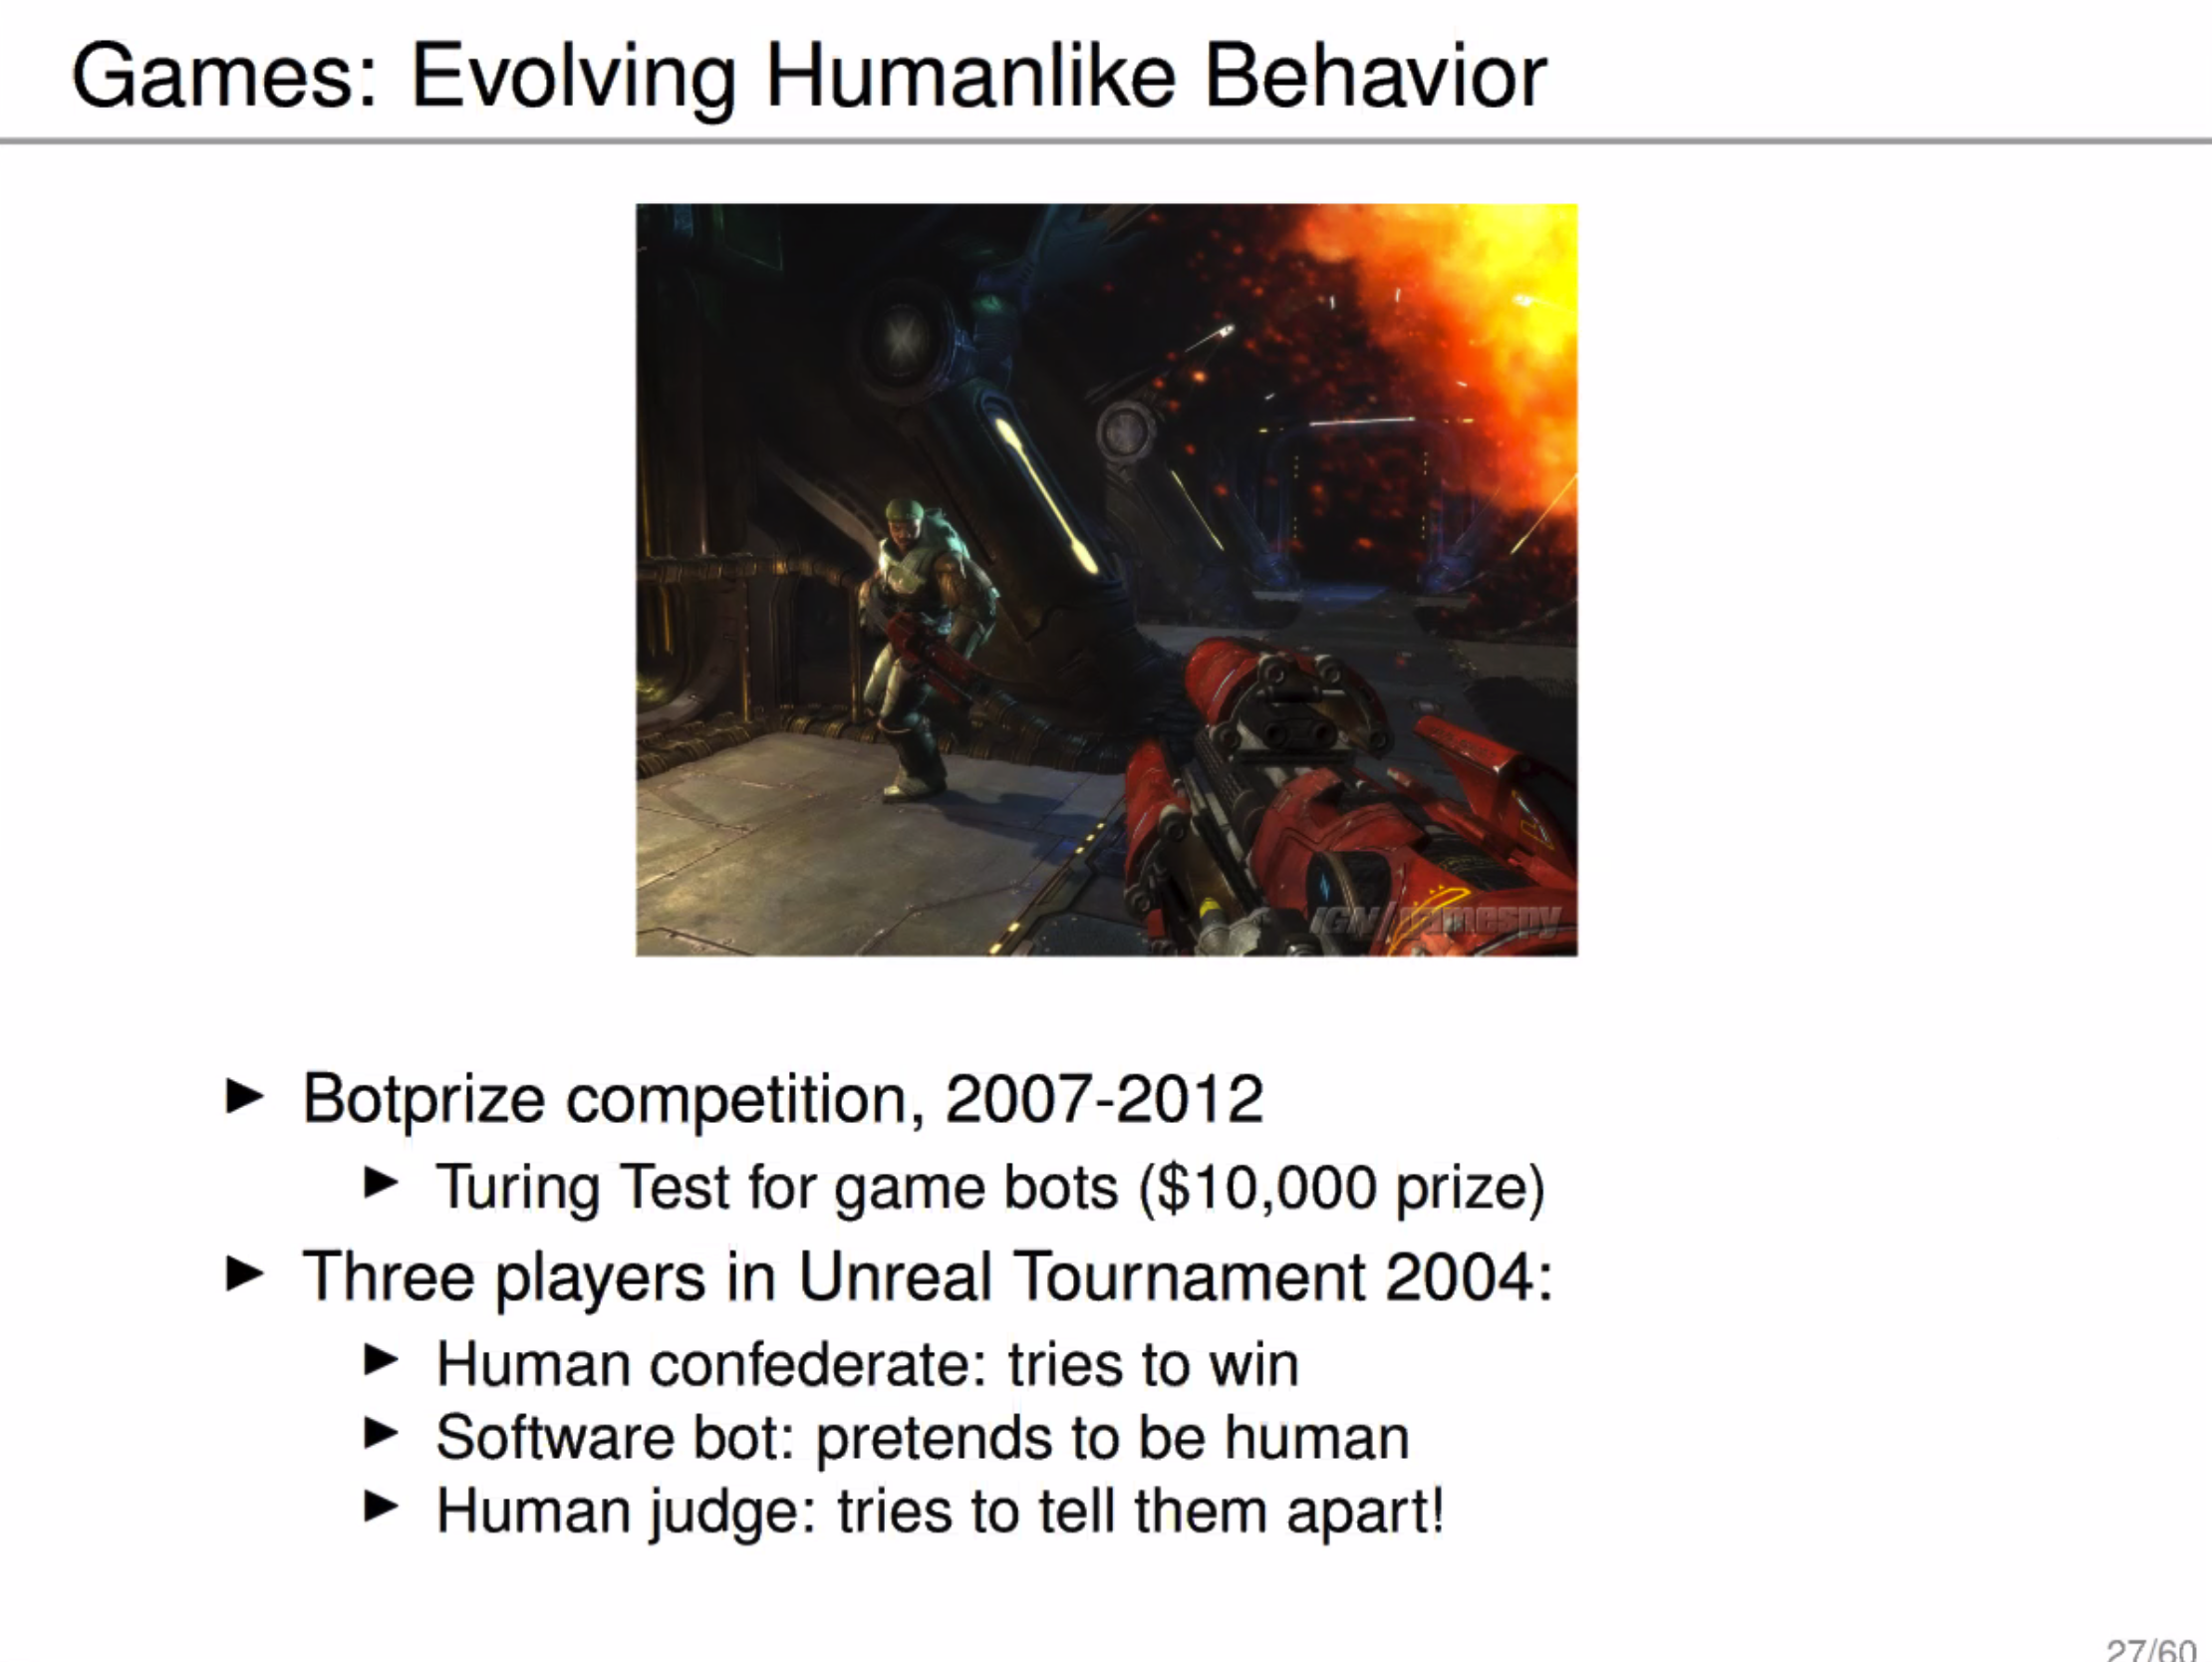 Games: Evolving Humanlike Behavior
IGN/gamespy
► Botprize competition, 2007-2012
► Turing Test for game bots ($10,000 prize)
► Three players in Unreal Tournament 2004:
► Human confederate: tries to win
► Software bot: pretends to be human
► Human judge: tries to tell them apart!
27/60